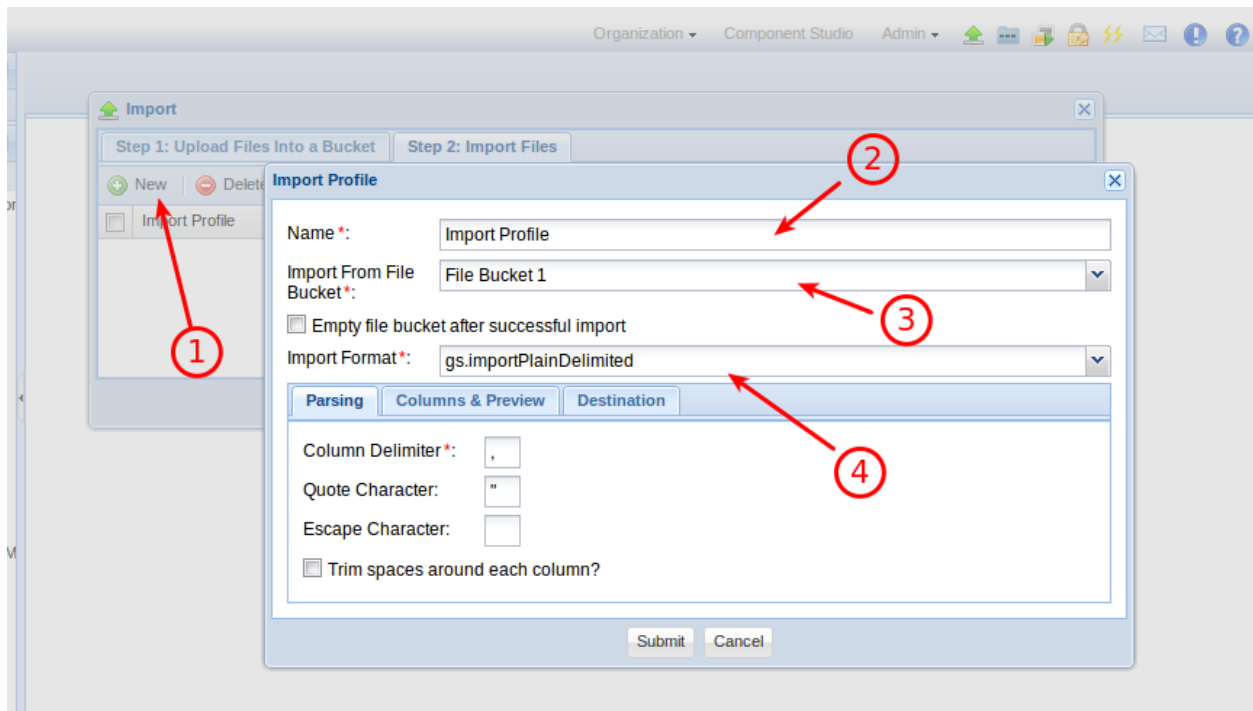 Organization Component Studio Admin
Import
Step 1: Upload Files Into a Bucket Step 2: Import Files
2
New Delete
Import Profile
Import Profile
Name*: Import Profile
Import From File
Bucket*: File Bucket 1
3
Empty file bucket after successful import
1
Import Format*: gs.importPlainDelimited
Parsing Columns & Preview Destination
Column Delimiter*: ,
4
Quote Character: "
Escape Character:
Trim spaces around each column?
Submit Cancel